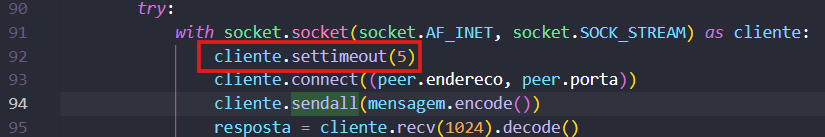 90 try:
91 with socket.socket(socket.AF_INET, socket.SOCK_STREAM) as cliente:
92 cliente.settimeout(5)
93 cliente.connect((peer.endereco, peer.porta))
94 cliente.sendall(mensagem.encode())
95 resposta = cliente.recv(1024).decode()